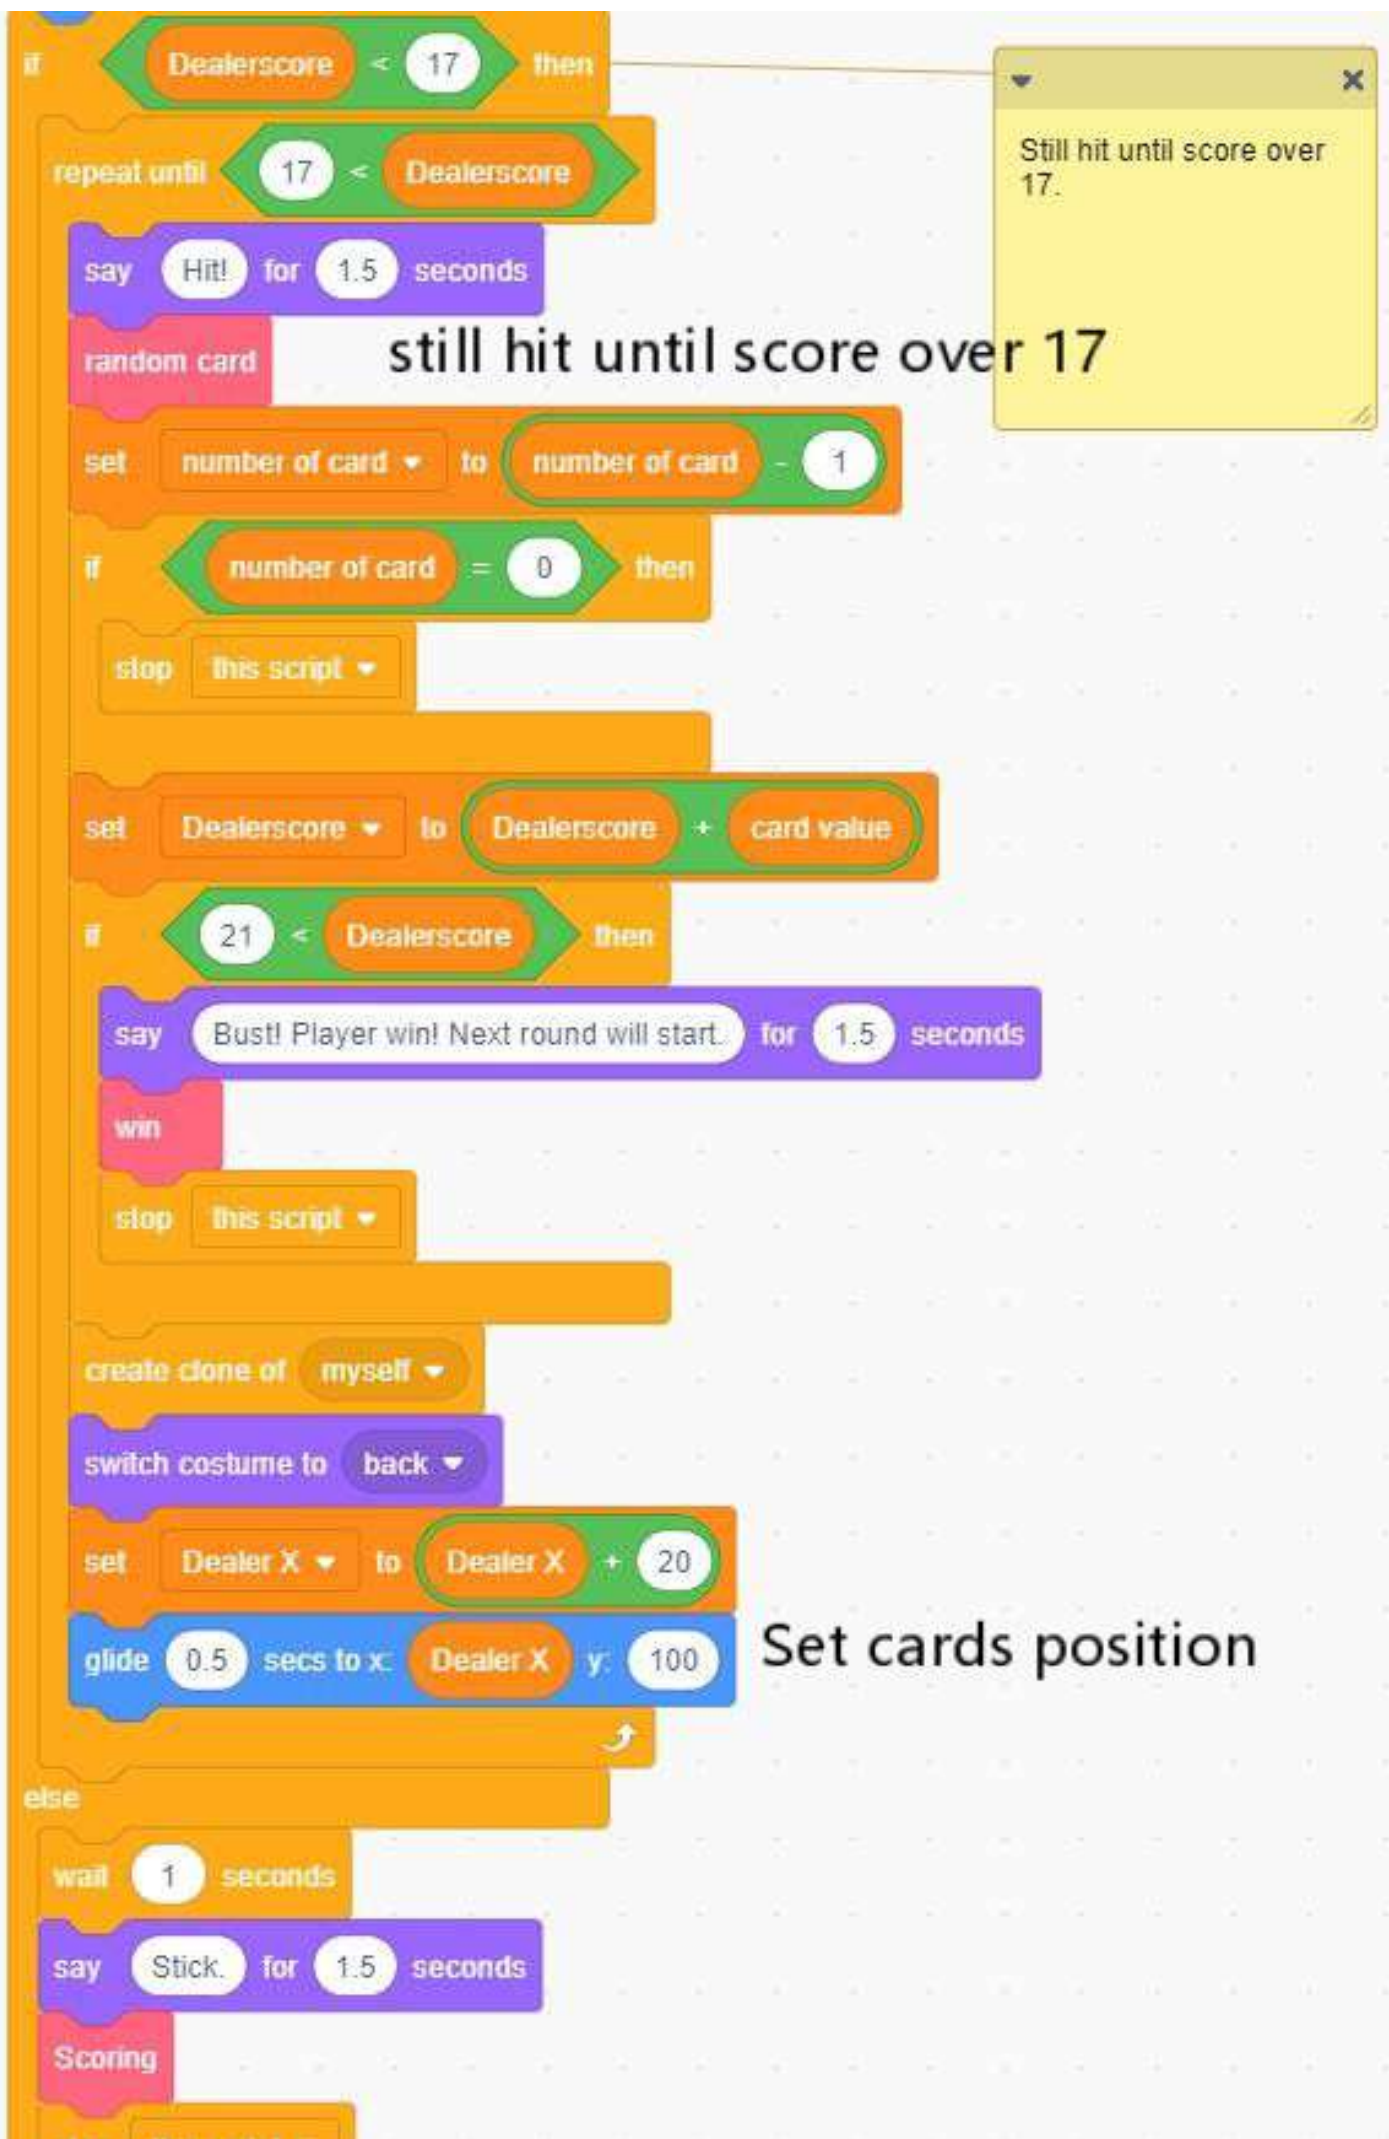 if Dealerscore < 17 then
Still hit until score over
17.
repeat until 17 < Dealerscore
say Hit! for 1.5 seconds
random card
still hit until score over 17
set number of card to number of card - 1
if number of card = 0 then
stop this script
set Dealerscore to Dealerscore + card value
if 21 < Dealerscore then
say Bust! Player win! Next round will start. for 1.5 seconds
win
stop this script
create clone of myself
switch costume to back
set Dealer X to Dealer X + 20
glide 0.5 secs to x: Dealer X y: 100
Set cards position
else
wait 1 seconds
say Stick. for 1.5 seconds
Scoring